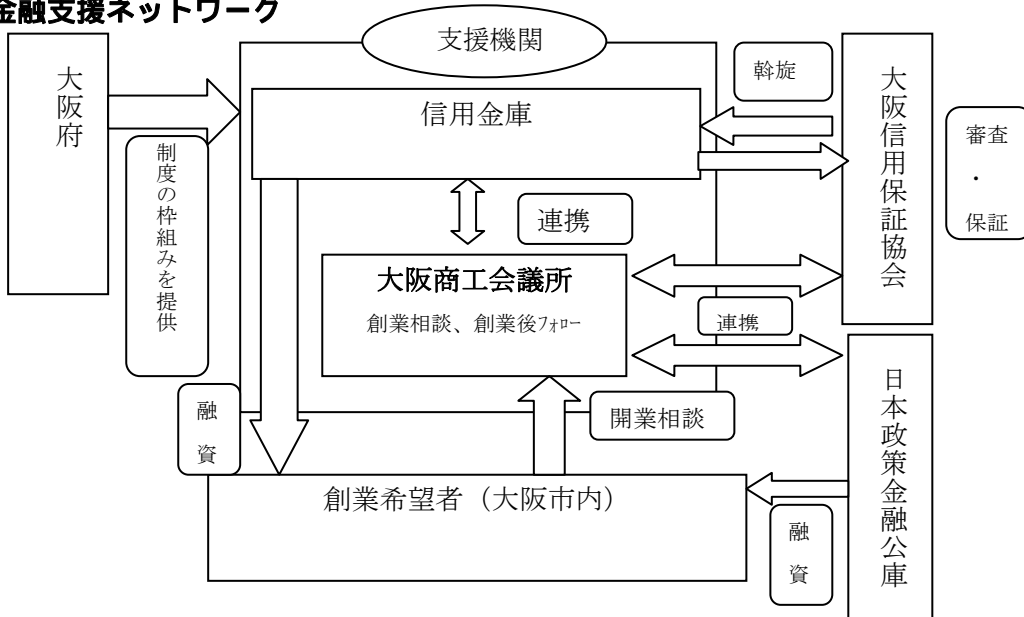 金融支援ネットワーク
支援機関
大阪府
制度の枠組みを提供
信用金庫
斡旋
大阪信用保証協会
審査
・
保証
連携
大阪商工会議所
創業相談、創業後ﾌｫﾛｰ
連携
融
資
開業相談
日本政策金融公庫
創業希望者（大阪市内）
融
資